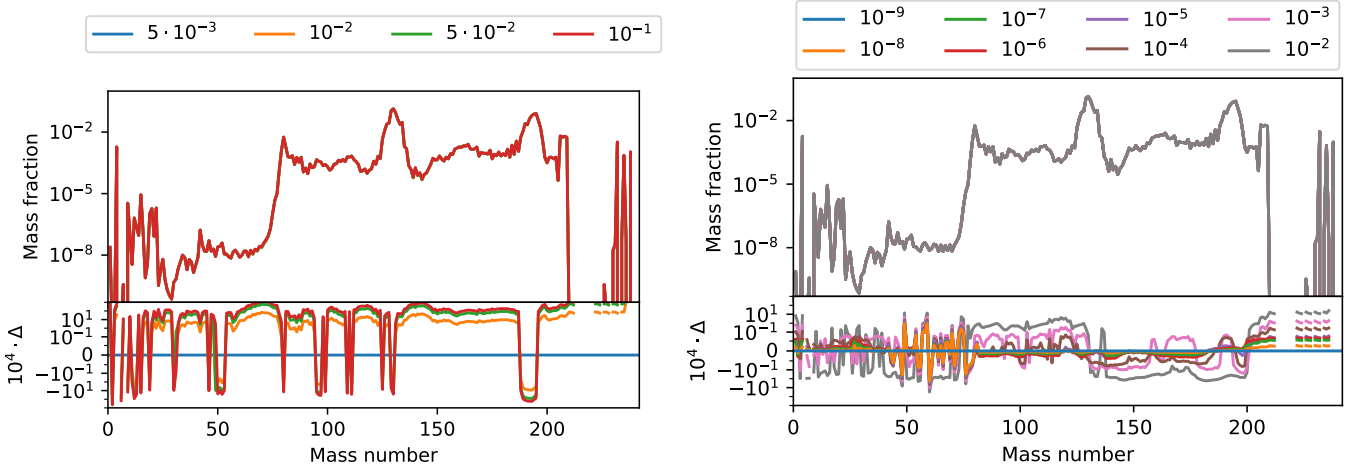 5·10⁻³ 10⁻² 5·10⁻² 10⁻¹
Mass fraction
10⁻²
10⁻⁵
10⁻⁸
10⁴·Δ
10¹
10⁻¹
0
−10⁻¹
−10¹
0 50 100 150 200
Mass number
10⁻⁹ 10⁻⁷ 10⁻⁵ 10⁻³
10⁻⁸ 10⁻⁶ 10⁻⁴ 10⁻²
Mass fraction
10⁻²
10⁻⁵
10⁻⁸
10⁴·Δ
10¹
10⁻¹
0
−10⁻¹
−10¹
0 50 100 150 200
Mass number